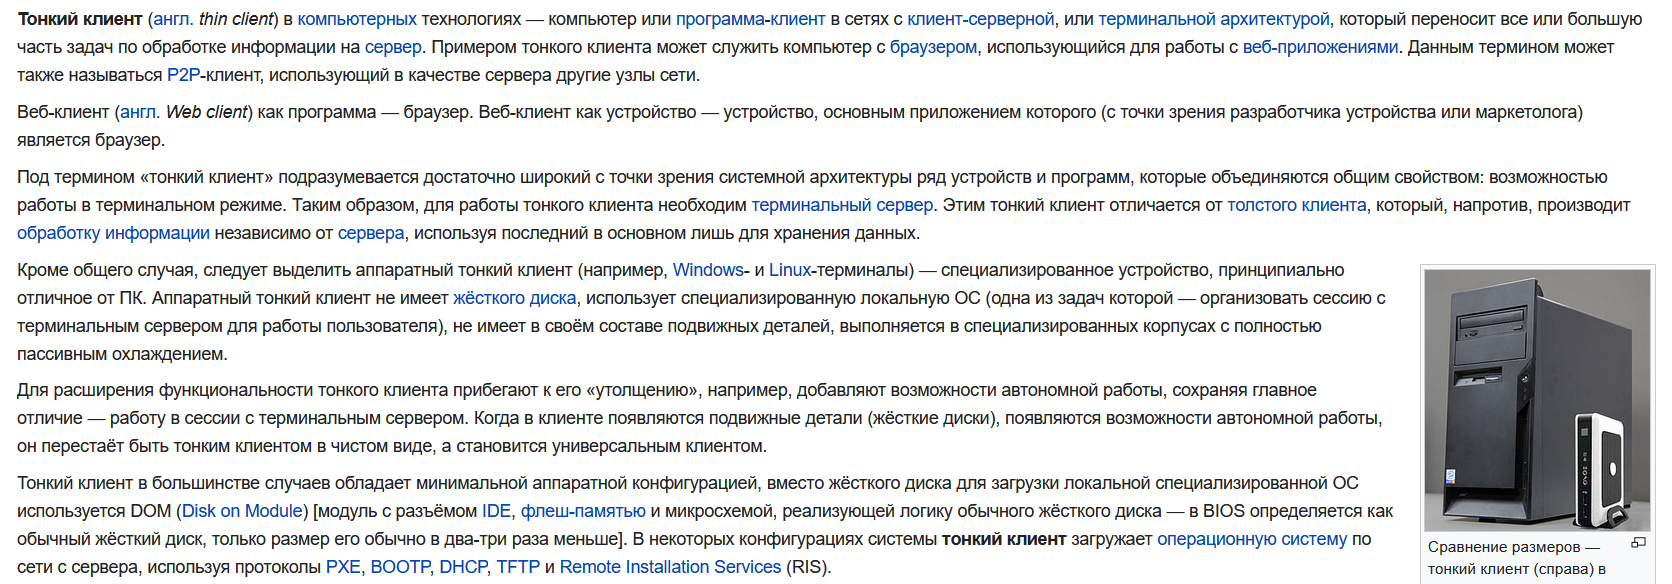 Тонкий клиент (англ. thin client) в компьютерных технологиях — компьютер или программа-клиент в сетях с клиент-серверной, или терминальной архитектурой, который переносит все или большую
часть задач по обработке информации на сервер. Примером тонкого клиента может служить компьютер с браузером, использующийся для работы с веб-приложениями. Данным термином может
также называться P2P-клиент, использующий в качестве сервера другие узлы сети.
Веб-клиент (англ. Web client) как программа — браузер. Веб-клиент как устройство — устройство, основным приложением которого (с точки зрения разработчика устройства или маркетолога)
является браузер.
Под термином «тонкий клиент» подразумевается достаточно широкий с точки зрения системной архитектуры ряд устройств и программ, которые объединяются общим свойством: возможностью
работы в терминальном режиме. Таким образом, для работы тонкого клиента необходим терминальный сервер. Этим тонкий клиент отличается от толстого клиента, который, напротив, производит
обработку информации независимо от сервера, используя последний в основном лишь для хранения данных.
Кроме общего случая, следует выделить аппаратный тонкий клиент (например, Windows- и Linux-терминалы) — специализированное устройство, принципиально
отличное от ПК. Аппаратный тонкий клиент не имеет жёсткого диска, использует специализированную локальную ОС (одна из задач которой — организовать сессию с
терминальным сервером для работы пользователя), не имеет в своём составе подвижных деталей, выполняется в специализированных корпусах с полностью
пассивным охлаждением.
Для расширения функциональности тонкого клиента прибегают к его «утолщению», например, добавляют возможности автономной работы, сохраняя главное
отличие — работу в сессии с терминальным сервером. Когда в клиенте появляются подвижные детали (жёсткие диски), появляются возможности автономной работы,
он перестаёт быть тонким клиентом в чистом виде, а становится универсальным клиентом.
Тонкий клиент в большинстве случаев обладает минимальной аппаратной конфигурацией, вместо жёсткого диска для загрузки локальной специализированной ОС
используется DOM (Disk on Module) [модуль с разъёмом IDE, флеш-памятью и микросхемой, реализующей логику обычного жёсткого диска — в BIOS определяется как
обычный жёсткий диск, только размер его обычно в два-три раза меньше]. В некоторых конфигурациях системы тонкий клиент загружает операционную систему по
сети с сервера, используя протоколы PXE, BOOTP, DHCP, TFTP и Remote Installation Services (RIS).
Сравнение размеров —
тонкий клиент (справа) в